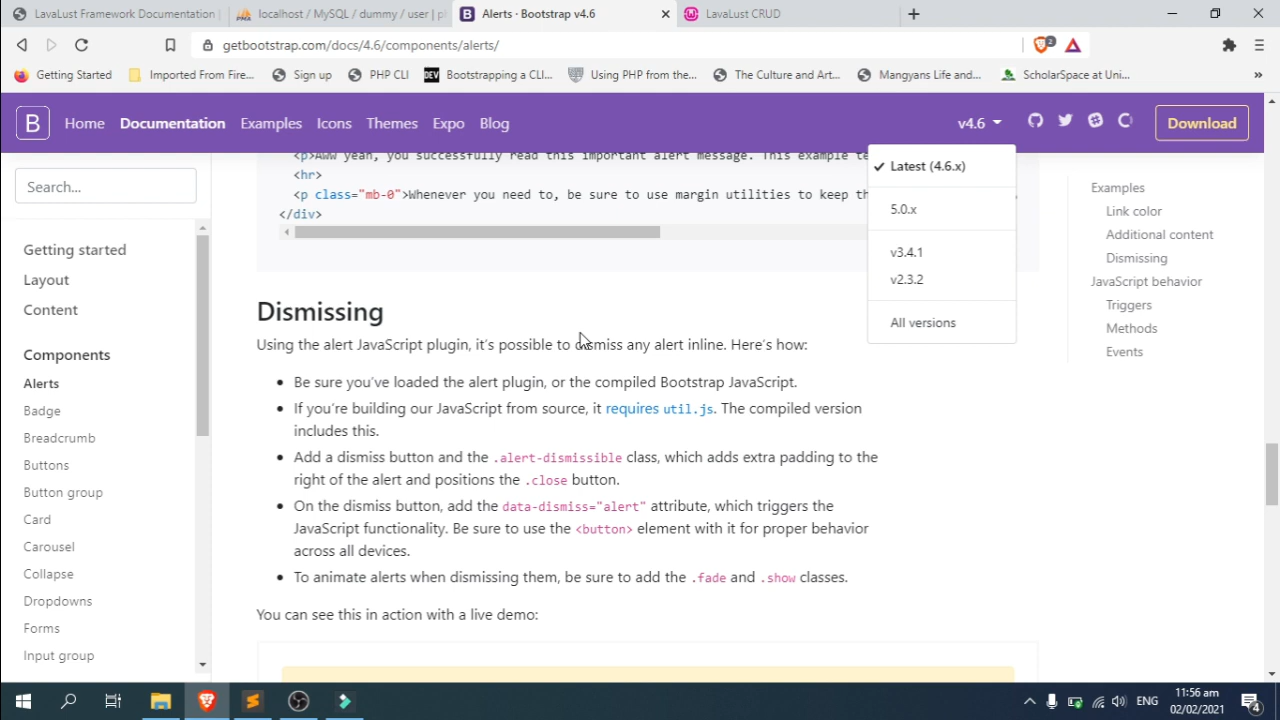 LavaLust Framework Documentation
localhost / MySQL / dummy / user | p
Alerts · Bootstrap v4.6
LavaLust CRUD
getbootstrap.com/docs/4.6/components/alerts/
2
Getting Started
Imported From Fire...
Sign up
PHP CLI
DEV
Bootstrapping a CLI...
Using PHP from the...
The Culture and Art...
Mangyans Life and...
ScholarSpace at Uni...
»
B
Home
Documentation
Examples
Icons
Themes
Expo
Blog
v4.6
Download
Search...
Getting started
Layout
Content
Components
Alerts
Badge
Breadcrumb
Buttons
Button group
Card
Carousel
Collapse
Dropdowns
Forms
Input group
<p>Aww yeah, you successfully read this important alert message. This example te
<hr>
<p class="mb-0">Whenever you need to, be sure to use margin utilities to keep th
</div>
Dismissing
Using the alert JavaScript plugin, it's possible to dismiss any alert inline. Here's how:
• Be sure you've loaded the alert plugin, or the compiled Bootstrap JavaScript.
• If you're building our JavaScript from source, it requires util.js. The compiled version
includes this.
• Add a dismiss button and the .alert-dismissible class, which adds extra padding to the
right of the alert and positions the .close button.
• On the dismiss button, add the data-dismiss="alert" attribute, which triggers the
JavaScript functionality. Be sure to use the <button> element with it for proper behavior
across all devices.
• To animate alerts when dismissing them, be sure to add the .fade and .show classes.
You can see this in action with a live demo:
Latest (4.6.x)
5.0.x
v3.4.1
v2.3.2
All versions
Examples
Link color
Additional content
Dismissing
JavaScript behavior
Triggers
Methods
Events
ENG
11:56 am
02/02/2021
4